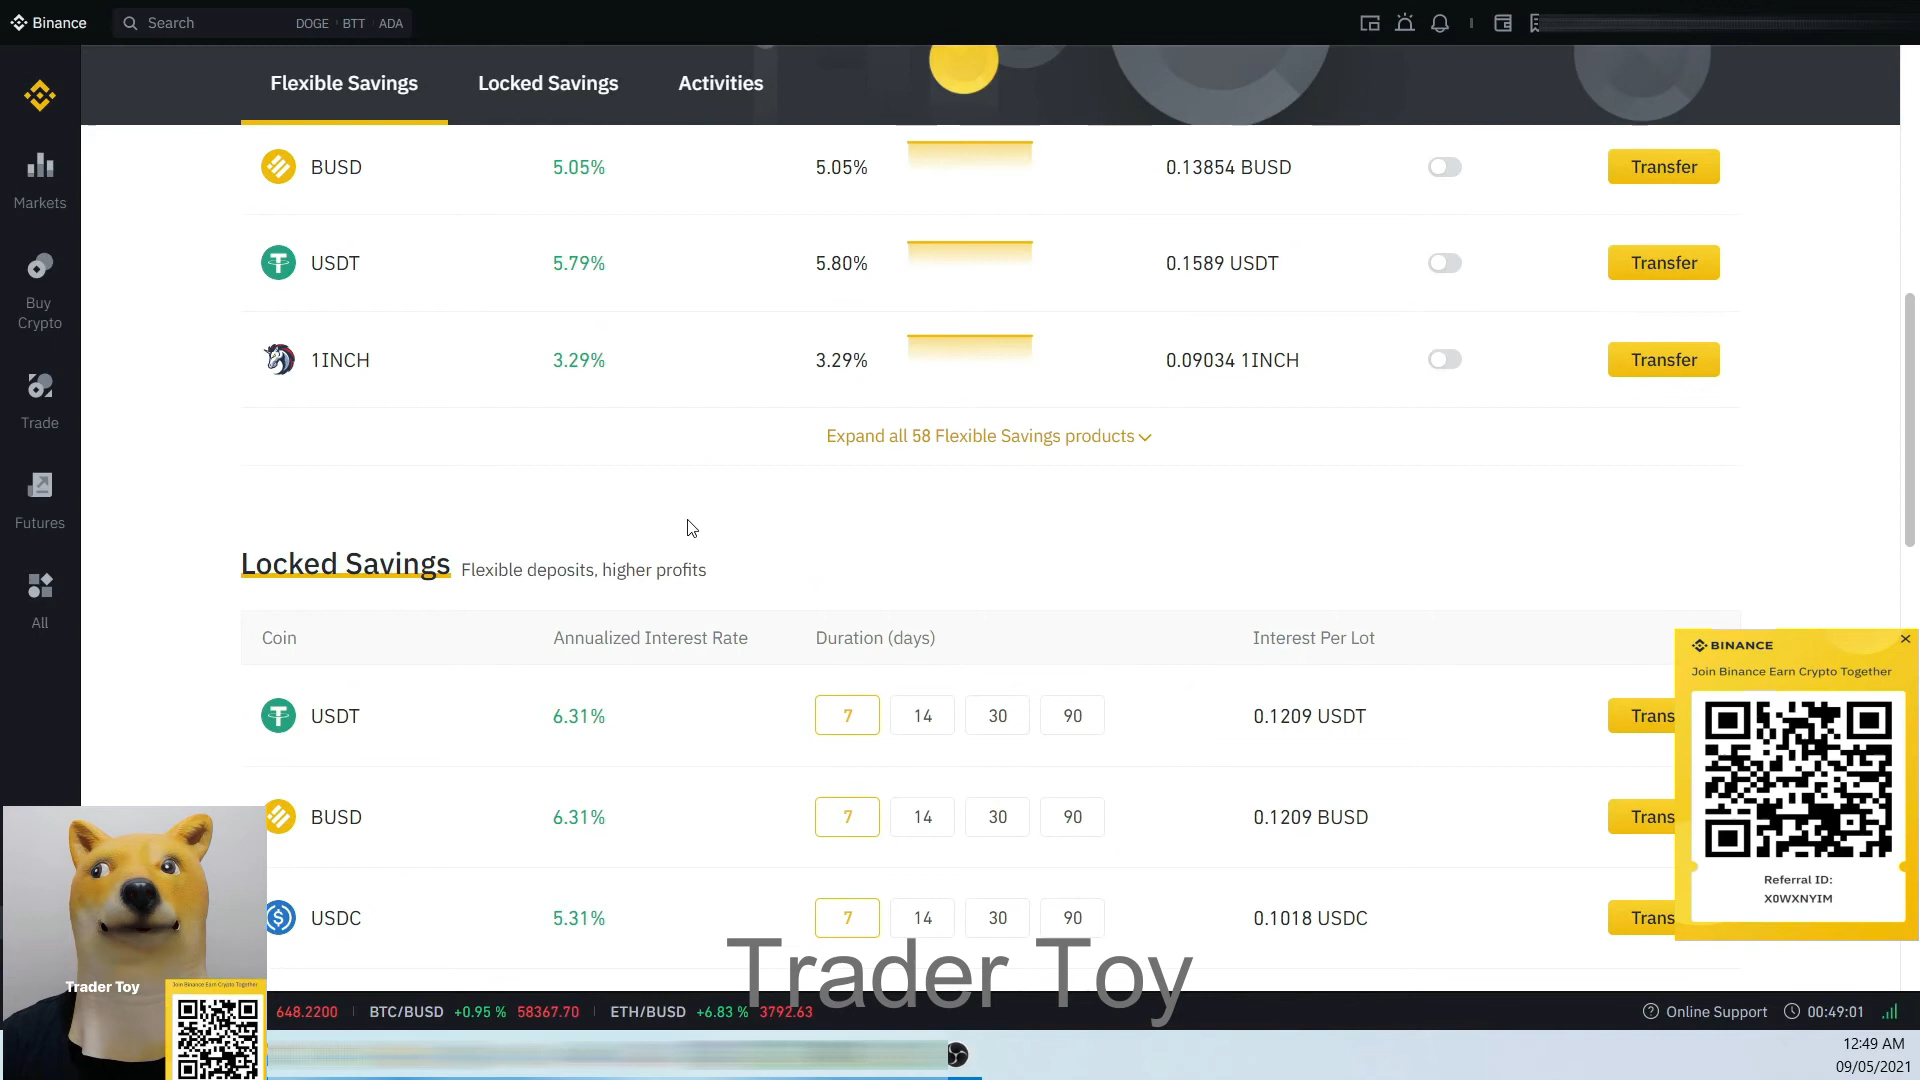 Binance
Search DOGE BTT ADA
Flexible Savings Locked Savings Activities
BUSD 5.05% 5.05% 0.13854 BUSD Transfer
USDT 5.79% 5.80% 0.1589 USDT Transfer
1INCH 3.29% 3.29% 0.09034 1INCH Transfer
Expand all 58 Flexible Savings products
Markets
Buy
Crypto
Trade
Futures
All
Locked Savings Flexible deposits, higher profits
Coin Annualized Interest Rate Duration (days) Interest Per Lot
USDT 6.31% 7 14 30 90 0.1209 USDT Trans
BUSD 6.31% 7 14 30 90 0.1209 BUSD Trans
USDC 5.31% 7 14 30 90 0.1018 USDC Trans
BINANCE
Join Binance Earn Crypto Together
Referral ID:
X0WXNYIM
Trader Toy
Trader Toy
Join Binance Earn Crypto Together
648.2200 BTC/BUSD +0.95 % 58367.70 ETH/BUSD +6.83 % 3792.63
Online Support 00:49:01
12:49 AM
09/05/2021